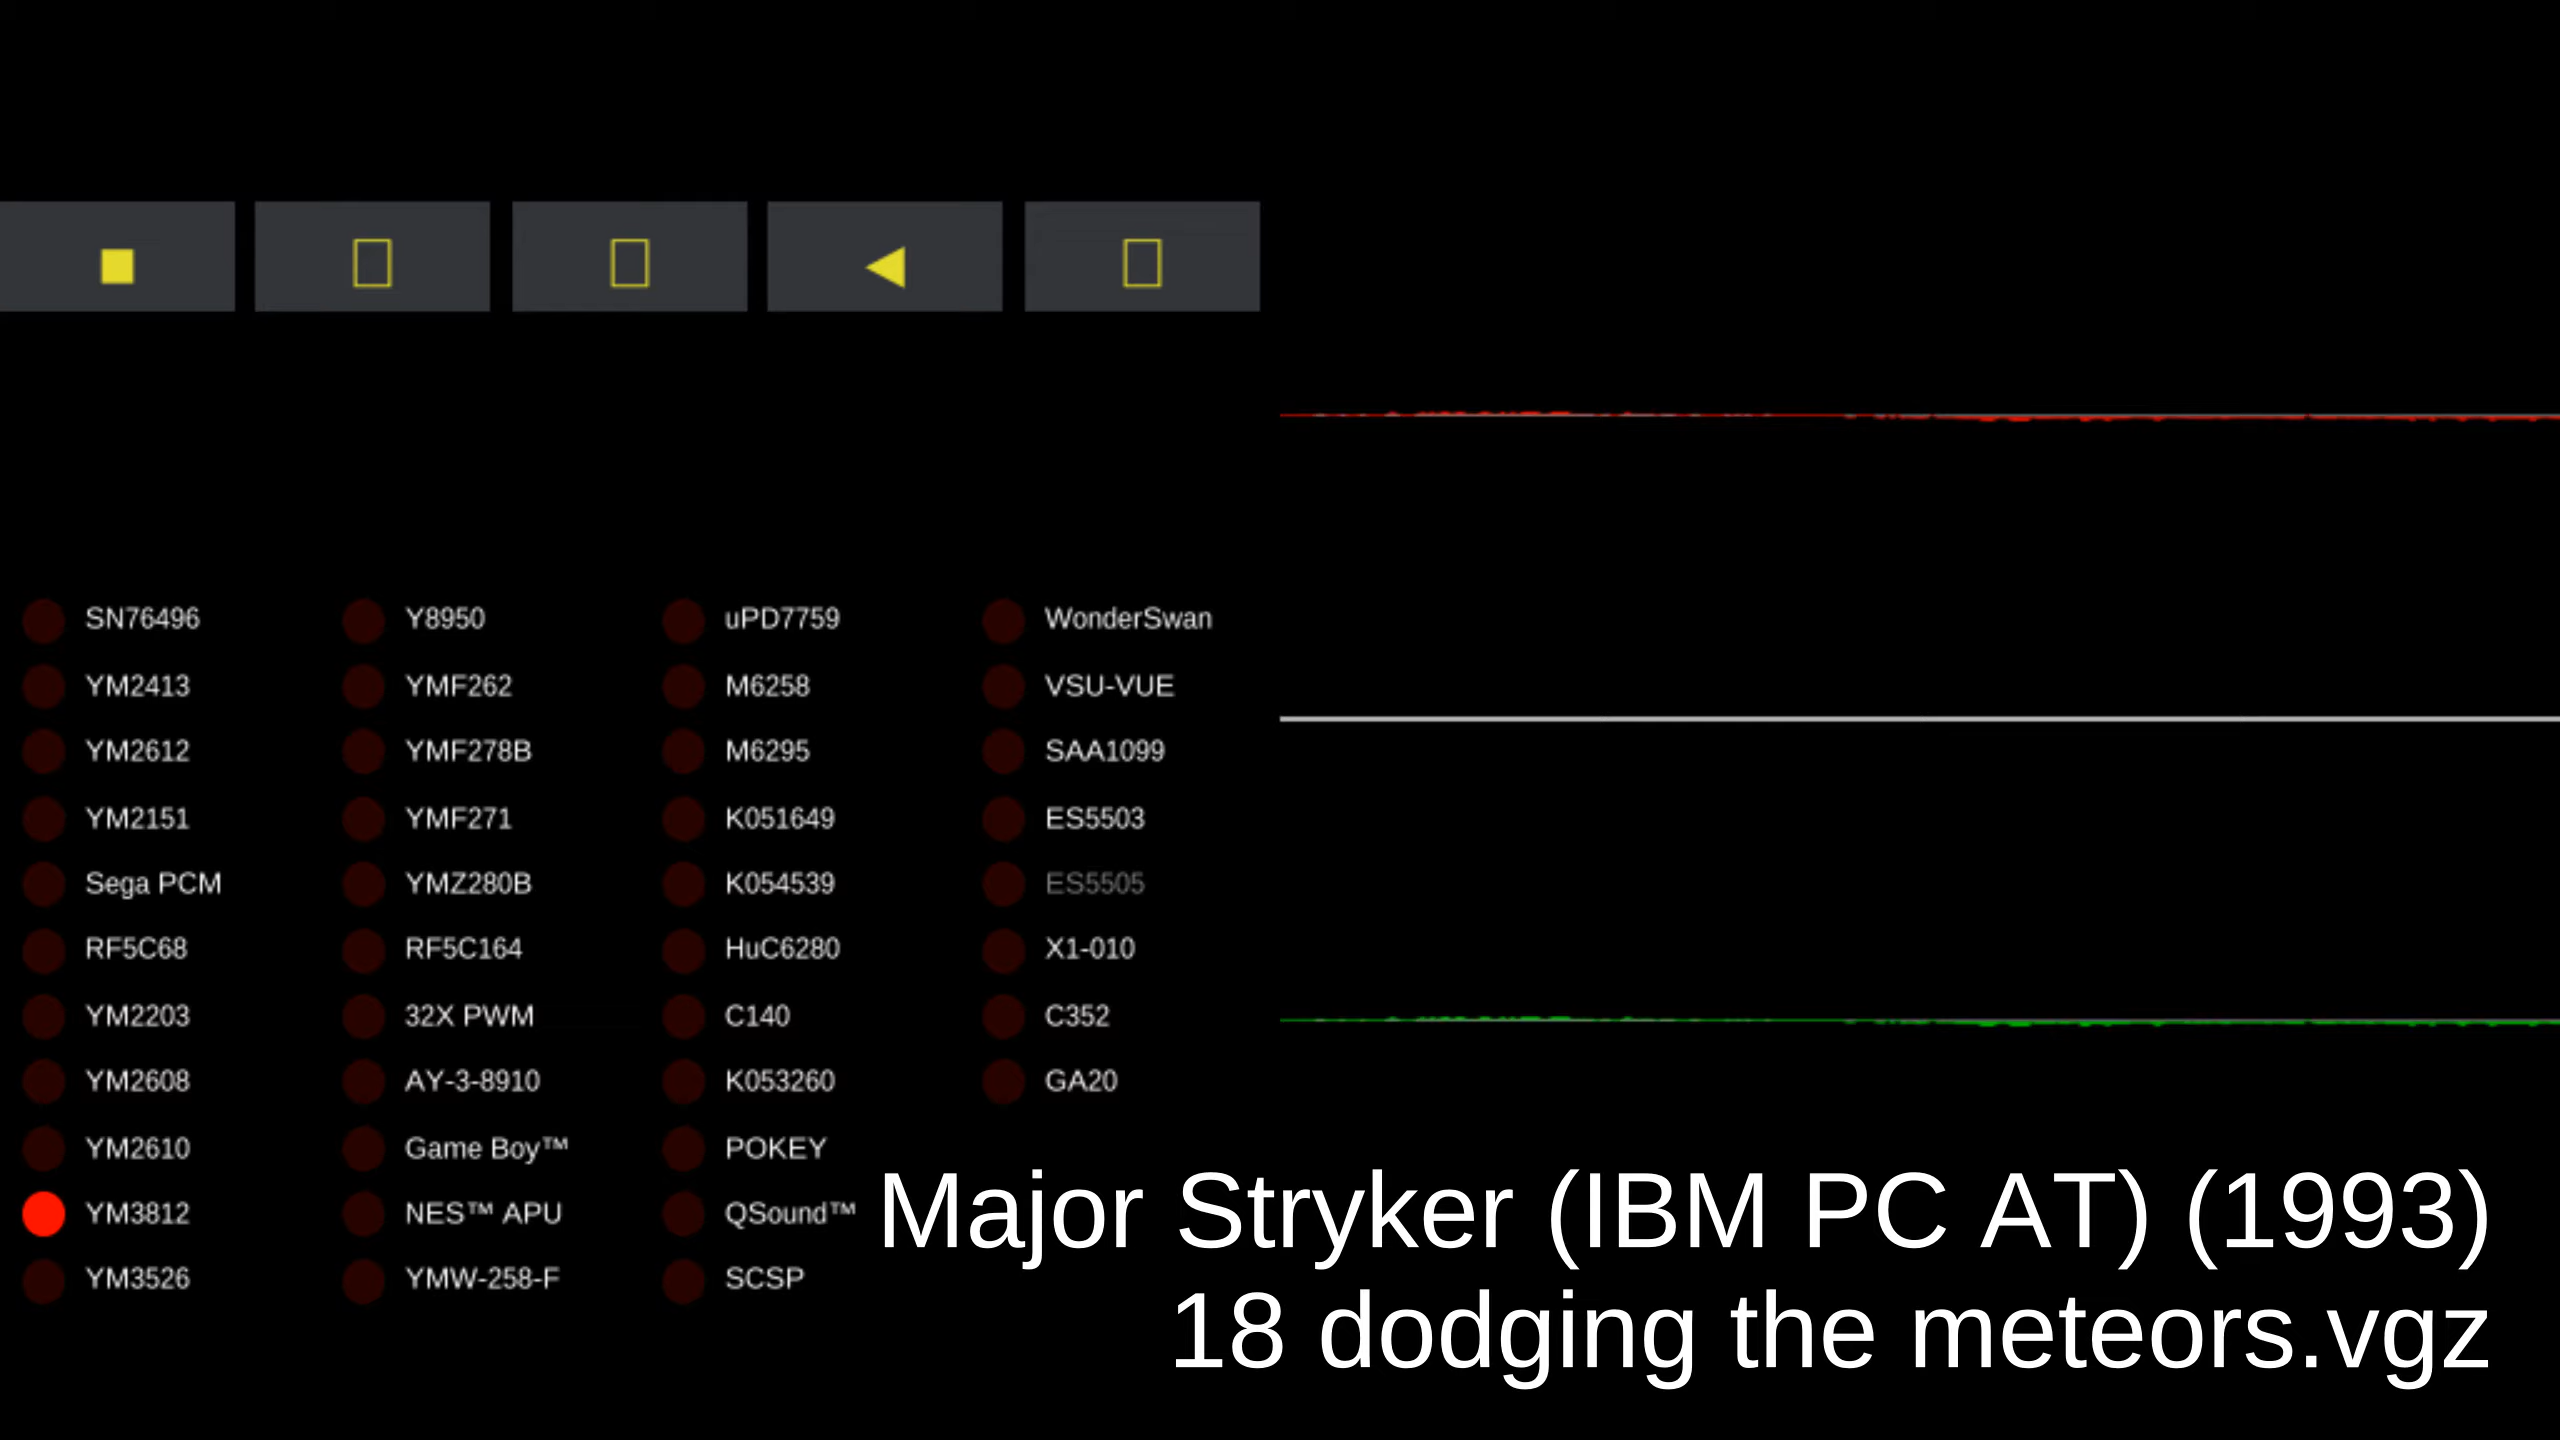 SN76496
YM2413
YM2612
YM2151
Sega PCM
RF5C68
YM2203
YM2608
YM2610
YM3812
YM3526
Y8950
YMF262
YMF278B
YMF271
YMZ280B
RF5C164
32X PWM
AY-3-8910
Game Boy™
NES™ APU
YMW-258-F
uPD7759
M6258
M6295
K051649
K054539
HuC6280
C140
K053260
POKEY
QSound™
SCSP
WonderSwan
VSU-VUE
SAA1099
ES5503
ES5505
X1-010
C352
GA20
Major Stryker (IBM PC AT) (1993)
18 dodging the meteors.vgz